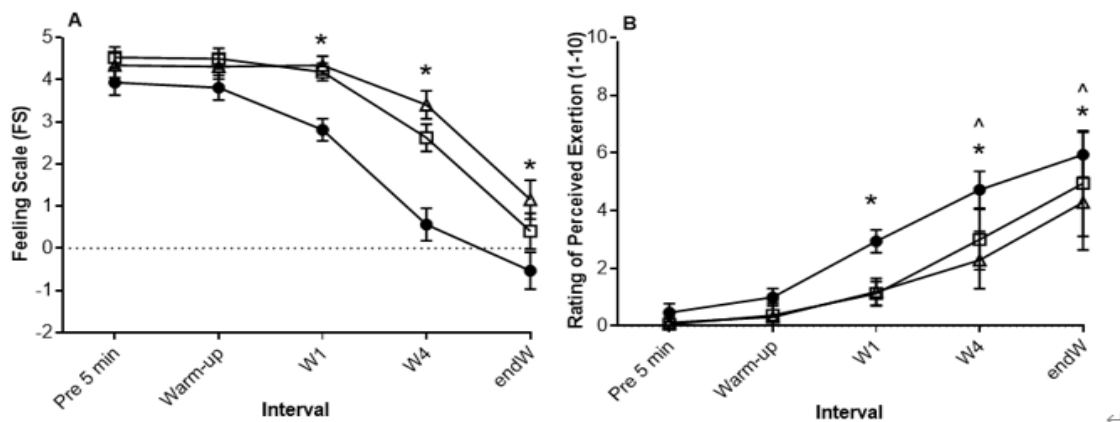 A
Feeling Scale (FS)
5
4
3
2
1
0
-1
-2
*
*
*
Pre 5 min
Warm-up
W1
W4
endW
Interval
B
Rating of Perceived Exertion (1-10)
10
8
6
4
2
0
*
^
*
^
*
Pre 5 min
Warm-up
W1
W4
endW
Interval
↵